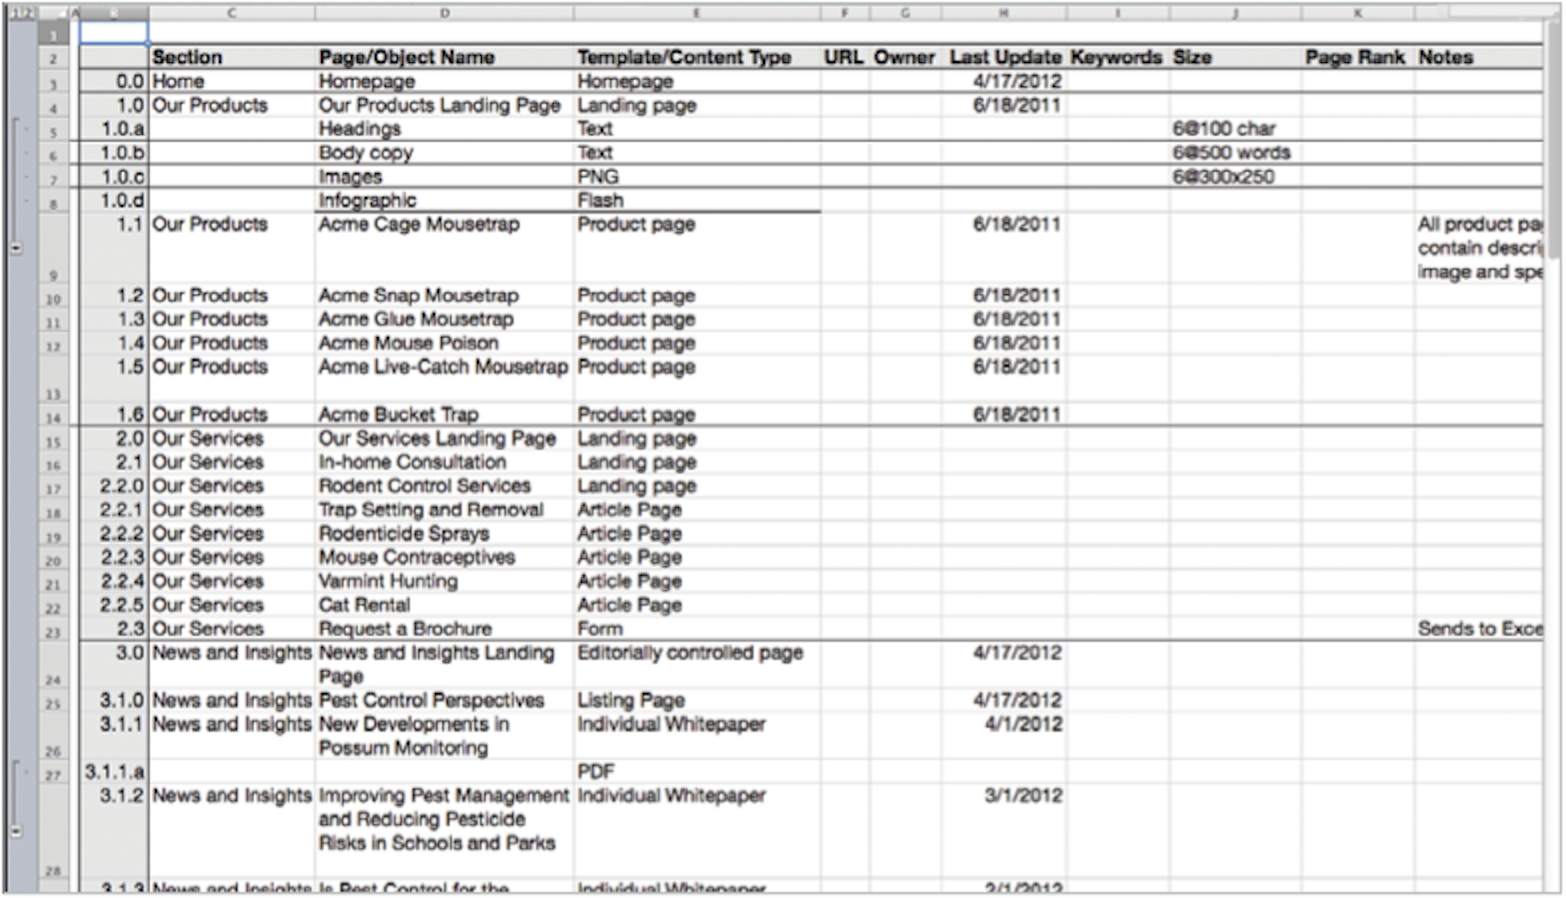 1 2 A B C D E F G H I J K
1
2 Section Page/Object Name Template/Content Type URL Owner Last Update Keywords Size Page Rank Notes
3 0.0 Home Homepage Homepage 4/17/2012
4 1.0 Our Products Our Products Landing Page Landing page 6/18/2011
5 1.0.a Headings Text 6@100 char
6 1.0.b Body copy Text 6@500 words
7 1.0.c Images PNG 6@300x250
8 1.0.d Infographic Flash
1.1 Our Products Acme Cage Mousetrap Product page 6/18/2011 All product pa
contain descri
9 image and spe
10 1.2 Our Products Acme Snap Mousetrap Product page 6/18/2011
11 1.3 Our Products Acme Glue Mousetrap Product page 6/18/2011
12 1.4 Our Products Acme Mouse Poison Product page 6/18/2011
1.5 Our Products Acme Live-Catch Mousetrap Product page 6/18/2011
13
14 1.6 Our Products Acme Bucket Trap Product page 6/18/2011
15 2.0 Our Services Our Services Landing Page Landing page
16 2.1 Our Services In-home Consultation Landing page
17 2.2.0 Our Services Rodent Control Services Landing page
18 2.2.1 Our Services Trap Setting and Removal Article Page
19 2.2.2 Our Services Rodenticide Sprays Article Page
20 2.2.3 Our Services Mouse Contraceptives Article Page
21 2.2.4 Our Services Varmint Hunting Article Page
22 2.2.5 Our Services Cat Rental Article Page
23 2.3 Our Services Request a Brochure Form Sends to Exce
3.0 News and Insights News and Insights Landing Editorially controlled page 4/17/2012
24 Page
25 3.1.0 News and Insights Pest Control Perspectives Listing Page 4/17/2012
3.1.1 News and Insights New Developments in Individual Whitepaper 4/1/2012
26 Possum Monitoring
27 3.1.1.a PDF
3.1.2 News and Insights Improving Pest Management Individual Whitepaper 3/1/2012
and Reducing Pesticide
Risks in Schools and Parks
28
3.1.3 News and Insights Is Pest Control for the Individual Whitepaper 2/1/2012